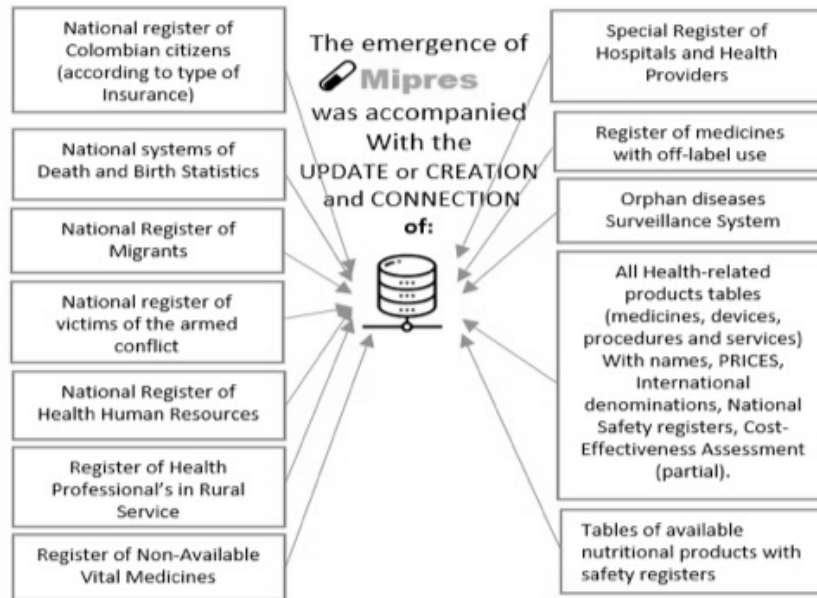 National register of
Colombian citizens
(according to type of
Insurance)
National systems of
Death and Birth Statistics
National Register of
Migrants
National register of
victims of the armed
conflict
National Register of
Health Human Resources
Register of Health
Professional's in Rural
Service
Register of Non-Available
Vital Medicines
The emergence of
Mipres
was accompanied
With the
UPDATE or CREATION
and CONNECTION
of:
Special Register of
Hospitals and Health
Providers
Register of medicines
with off-label use
Orphan diseases
Surveillance System
All Health-related
products tables
(medicines, devices,
procedures and services)
With names, PRICES,
International
denominations, National
Safety registers, Cost-
Effectiveness Assessment
(partial).
Tables of available
nutritional products with
safety registers